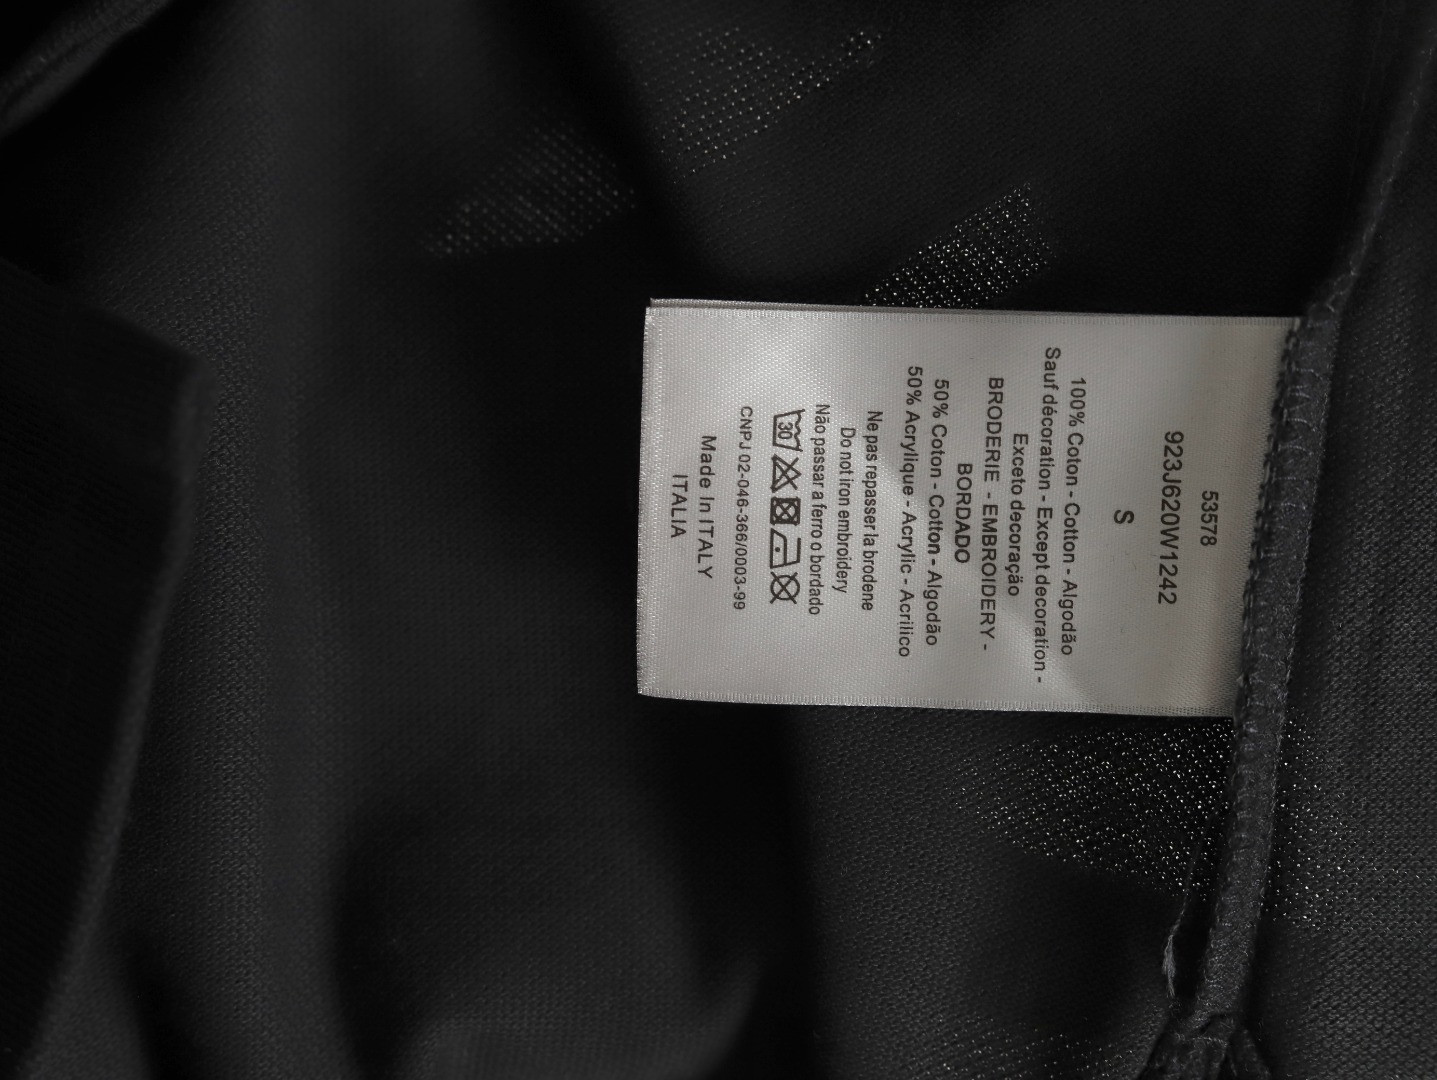 53578
923J620W1242
S
100% Coton - Cotton - Algodão
Sauf décoration - Except decoration -
Exceto decoração
BRODERIE - EMBROIDERY -
BORDADO
50% Coton - Cotton - Algodão
50% Acrylique - Acrylic - Acrilico
Ne pas repasser la brodene
Do not iron embroidery
Não passar a ferro o bordado
30
CNPJ 02-046-366/0003-99
Made In ITALY
ITALIA